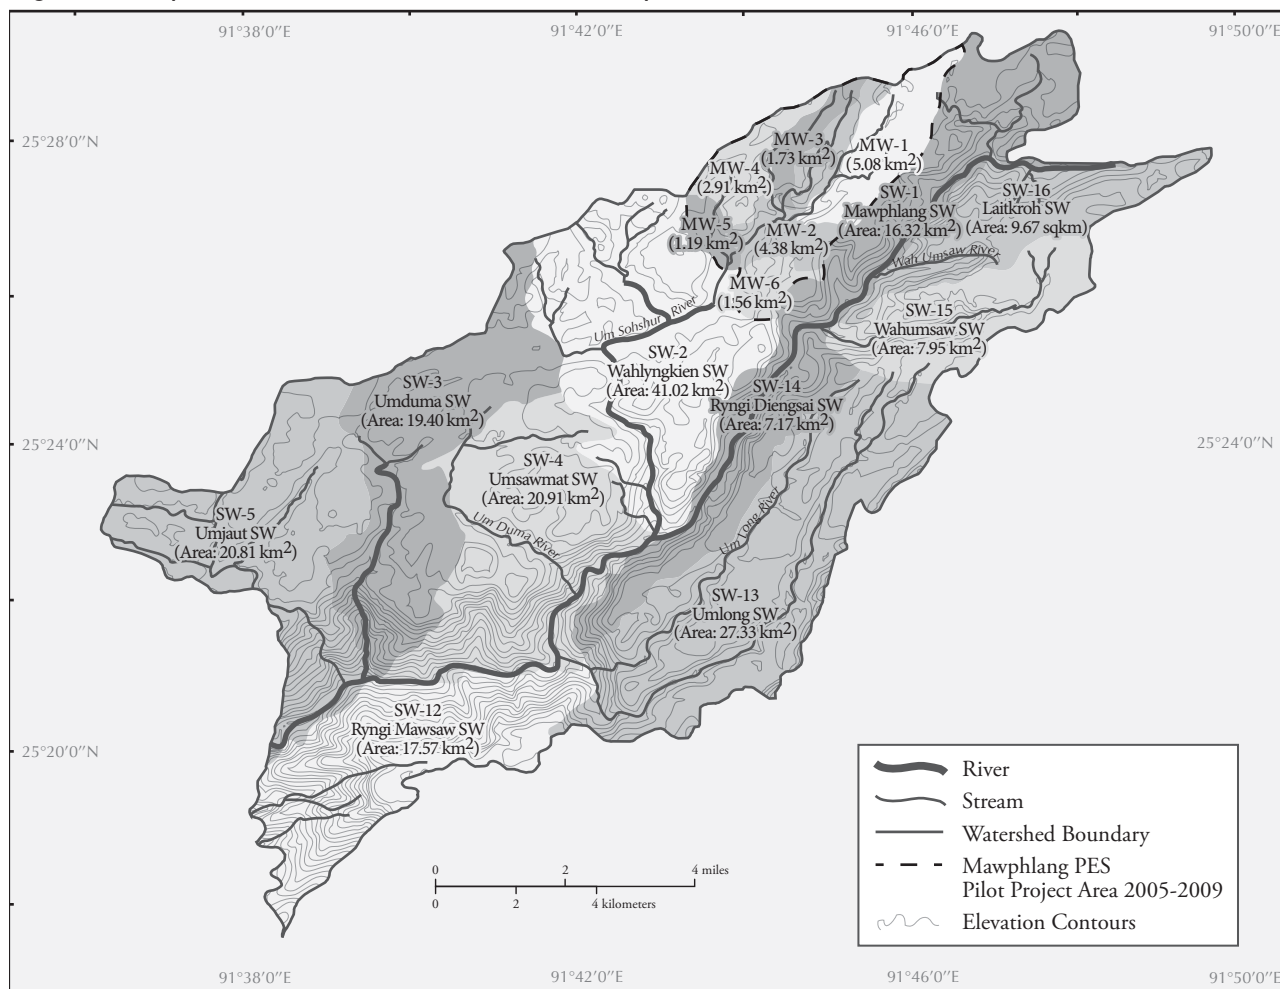 91°38′0″E
91°42′0″E
91°46′0″E
91°50′0″E
25°28′0″N
MW-3
(1.73 km2)
MW-1
(5.08 km2)
MW-4
(2.91 km2)
SW-1
Mawphlang SW
(Area: 16.32 km2)
SW-16
Laitkroh SW
(Area: 9.67 sqkm)
MW-5
(1.19 km2)
MW-2
(4.38 km2)
Wah Umsaw River
MW-6
(1.56 km2)
Um Sohshur River
SW-15
Wahumsaw SW
(Area: 7.95 km2)
SW-2
Wahlyngkien SW
(Area: 41.02 km2)
SW-3
Umduma SW
(Area: 19.40 km2)
SW-14
Ryngi Diengsai SW
(Area: 7.17 km2)
25°24′0″N
25°24′0″N
SW-4
Umsawmat SW
(Area: 20.91 km2)
SW-5
Umjaut SW
(Area: 20.81 km2)
Um Duma River
Um Long River
SW-13
Umlong SW
(Area: 27.33 km2)
SW-12
Ryngi Mawsaw SW
(Area: 17.57 km2)
25°20′0″N
River
Stream
Watershed Boundary
Mawphlang PES
Pilot Project Area 2005-2009
Elevation Contours
0 2 4 miles
0 2 4 kilometers
91°38′0″E
91°42′0″E
91°46′0″E
91°50′0″E